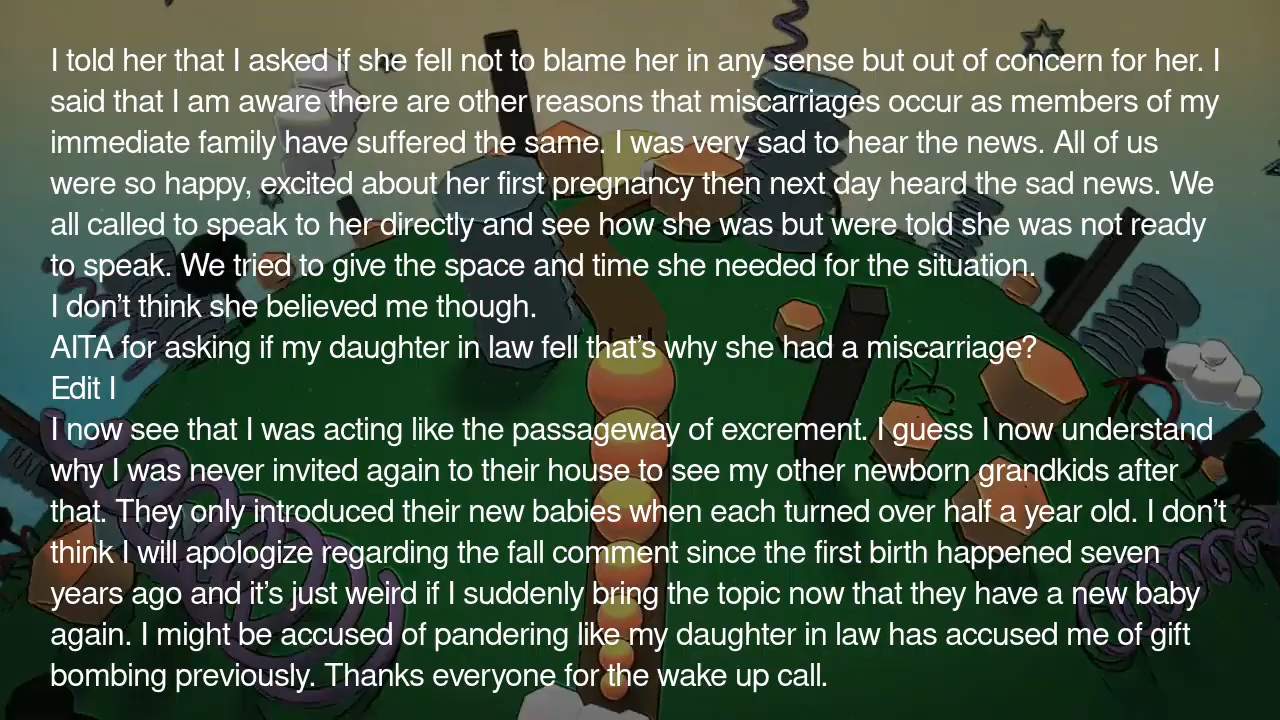 I told her that I asked if she fell not to blame her in any sense but out of concern for her. I
said that I am aware there are other reasons that miscarriages occur as members of my
immediate family have suffered the same. I was very sad to hear the news. All of us
were so happy, excited about her first pregnancy then next day heard the sad news. We
all called to speak to her directly and see how she was but were told she was not ready
to speak. We tried to give the space and time she needed for the situation.
I don’t think she believed me though.
AITA for asking if my daughter in law fell that’s why she had a miscarriage?
Edit I
I now see that I was acting like the passageway of excrement. I guess I now understand
why I was never invited again to their house to see my other newborn grandkids after
that. They only introduced their new babies when each turned over half a year old. I don’t
think I will apologize regarding the fall comment since the first birth happened seven
years ago and it’s just weird if I suddenly bring the topic now that they have a new baby
again. I might be accused of pandering like my daughter in law has accused me of gift
bombing previously. Thanks everyone for the wake up call.